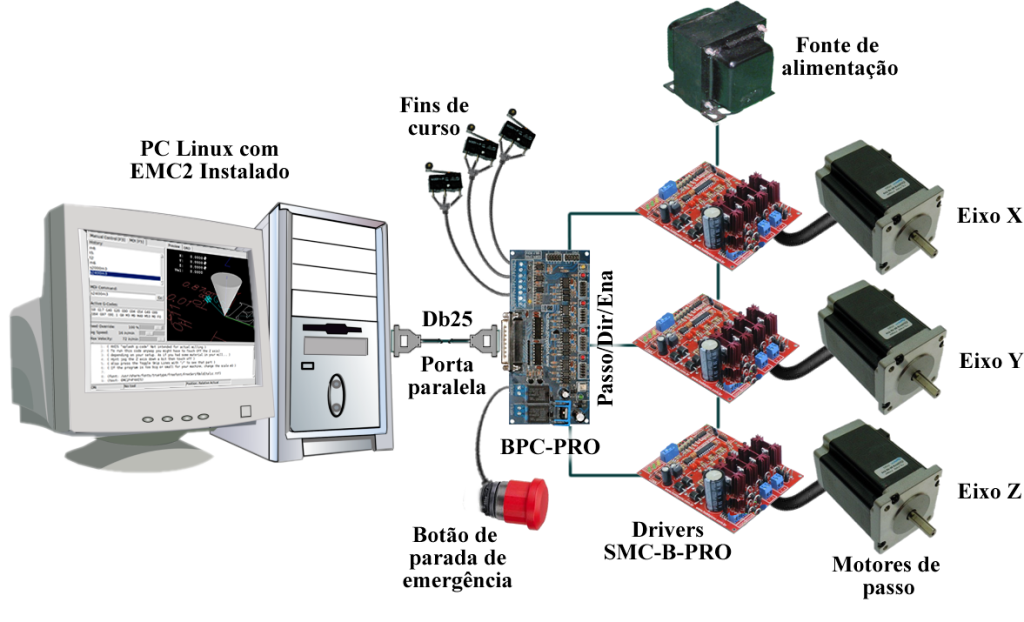 Fonte de
alimentação
Fins de
curso
PC Linux com
EMC2 Instalado
Eixo X
Db25
Porta
paralela
Passo/Dir/Ena
Eixo Y
BPC-PRO
Eixo Z
Botão de
parada de
emergência
Drivers
SMC-B-PRO
Motores de
passo